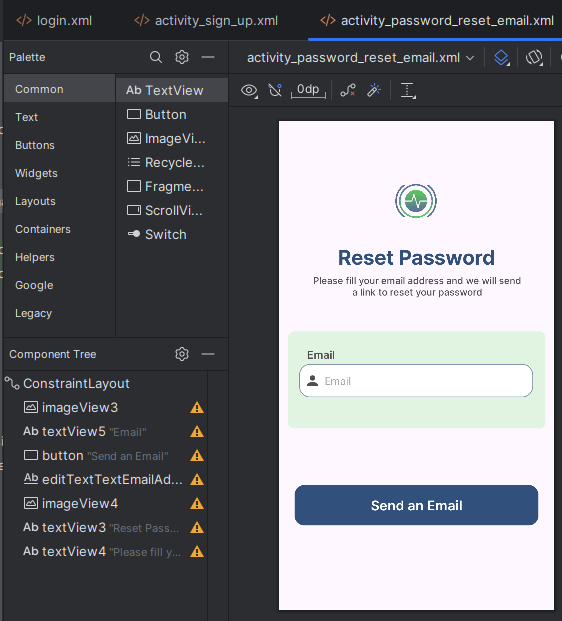 login.xml
activity_sign_up.xml
activity_password_reset_email.xml
Palette
activity_password_reset_email.xml
Common
Text
Buttons
Widgets
Layouts
Containers
Helpers
Google
Legacy
Ab TextView
Button
ImageVi...
Recycle...
Fragme...
ScrollVi...
Switch
0dp
Component Tree
ConstraintLayout
imageView3
Ab textView5 "Email"
button "Send an Email"
Ab editTextTextEmailAd...
imageView4
Ab textView3 "Reset Pass...
Ab textView4 "Please fill y...
Reset Password
Please fill your email address and we will send
a link to reset your password
Email
Email
Send an Email